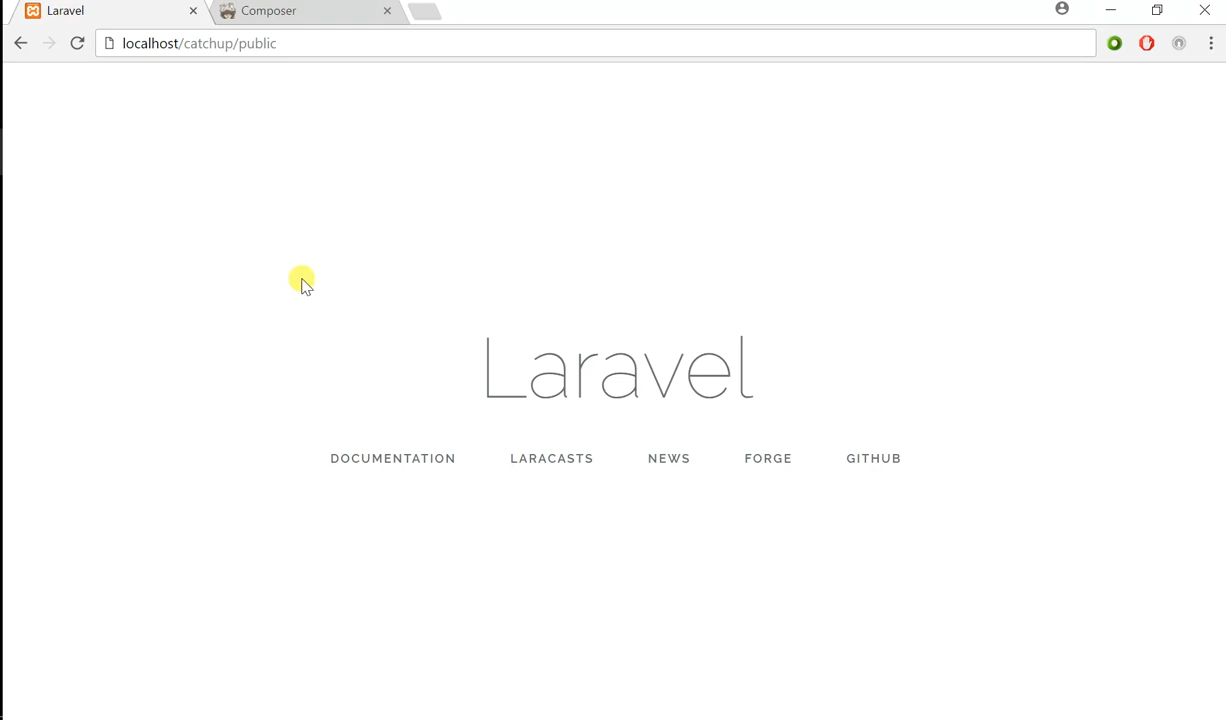 Laravel
Composer
localhost/catchup/public
Laravel
DOCUMENTATION LARACASTS NEWS FORGE GITHUB